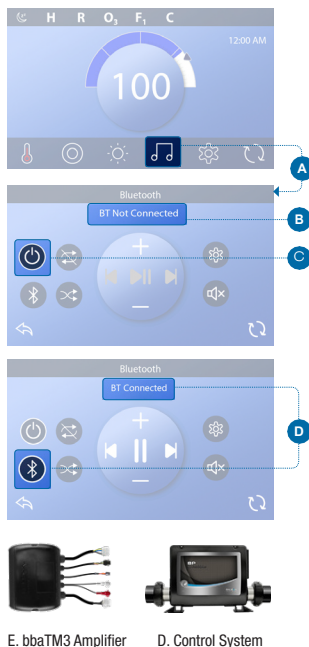 H R O₃ F₁ C
12:00 AM
100
A
Bluetooth
BT Not Connected
B
C
Bluetooth
BT Connected
D
BP
E. bbaTM3 Amplifier D. Control System